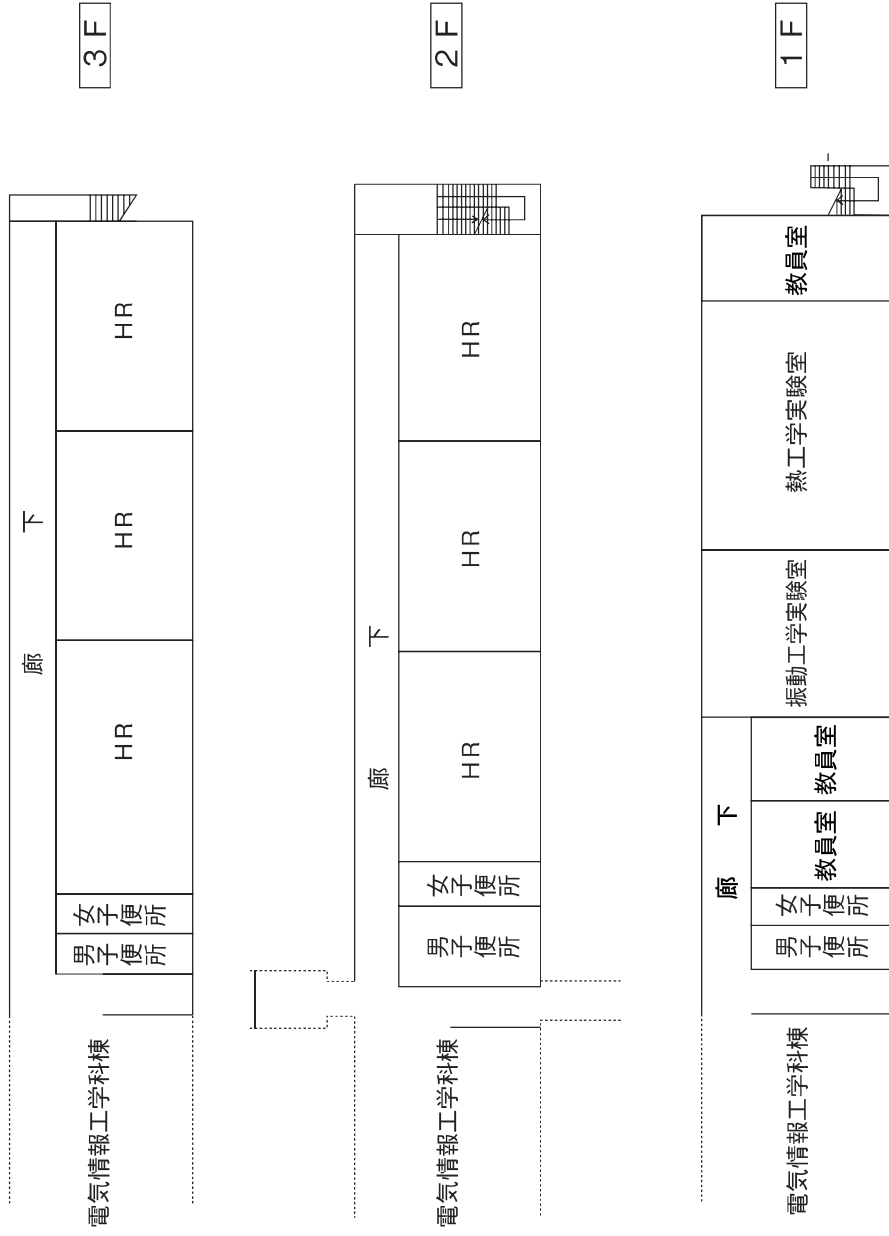 廊下
電気情報工学科棟
男子便所
女子便所
HR
HR
HR
3F
廊下
電気情報工学科棟
男子便所
女子便所
HR
HR
HR
2F
廊下
電気情報工学科棟
男子便所
女子便所
教員室
教員室
振動工学実験室
熱工学実験室
教員室
1F